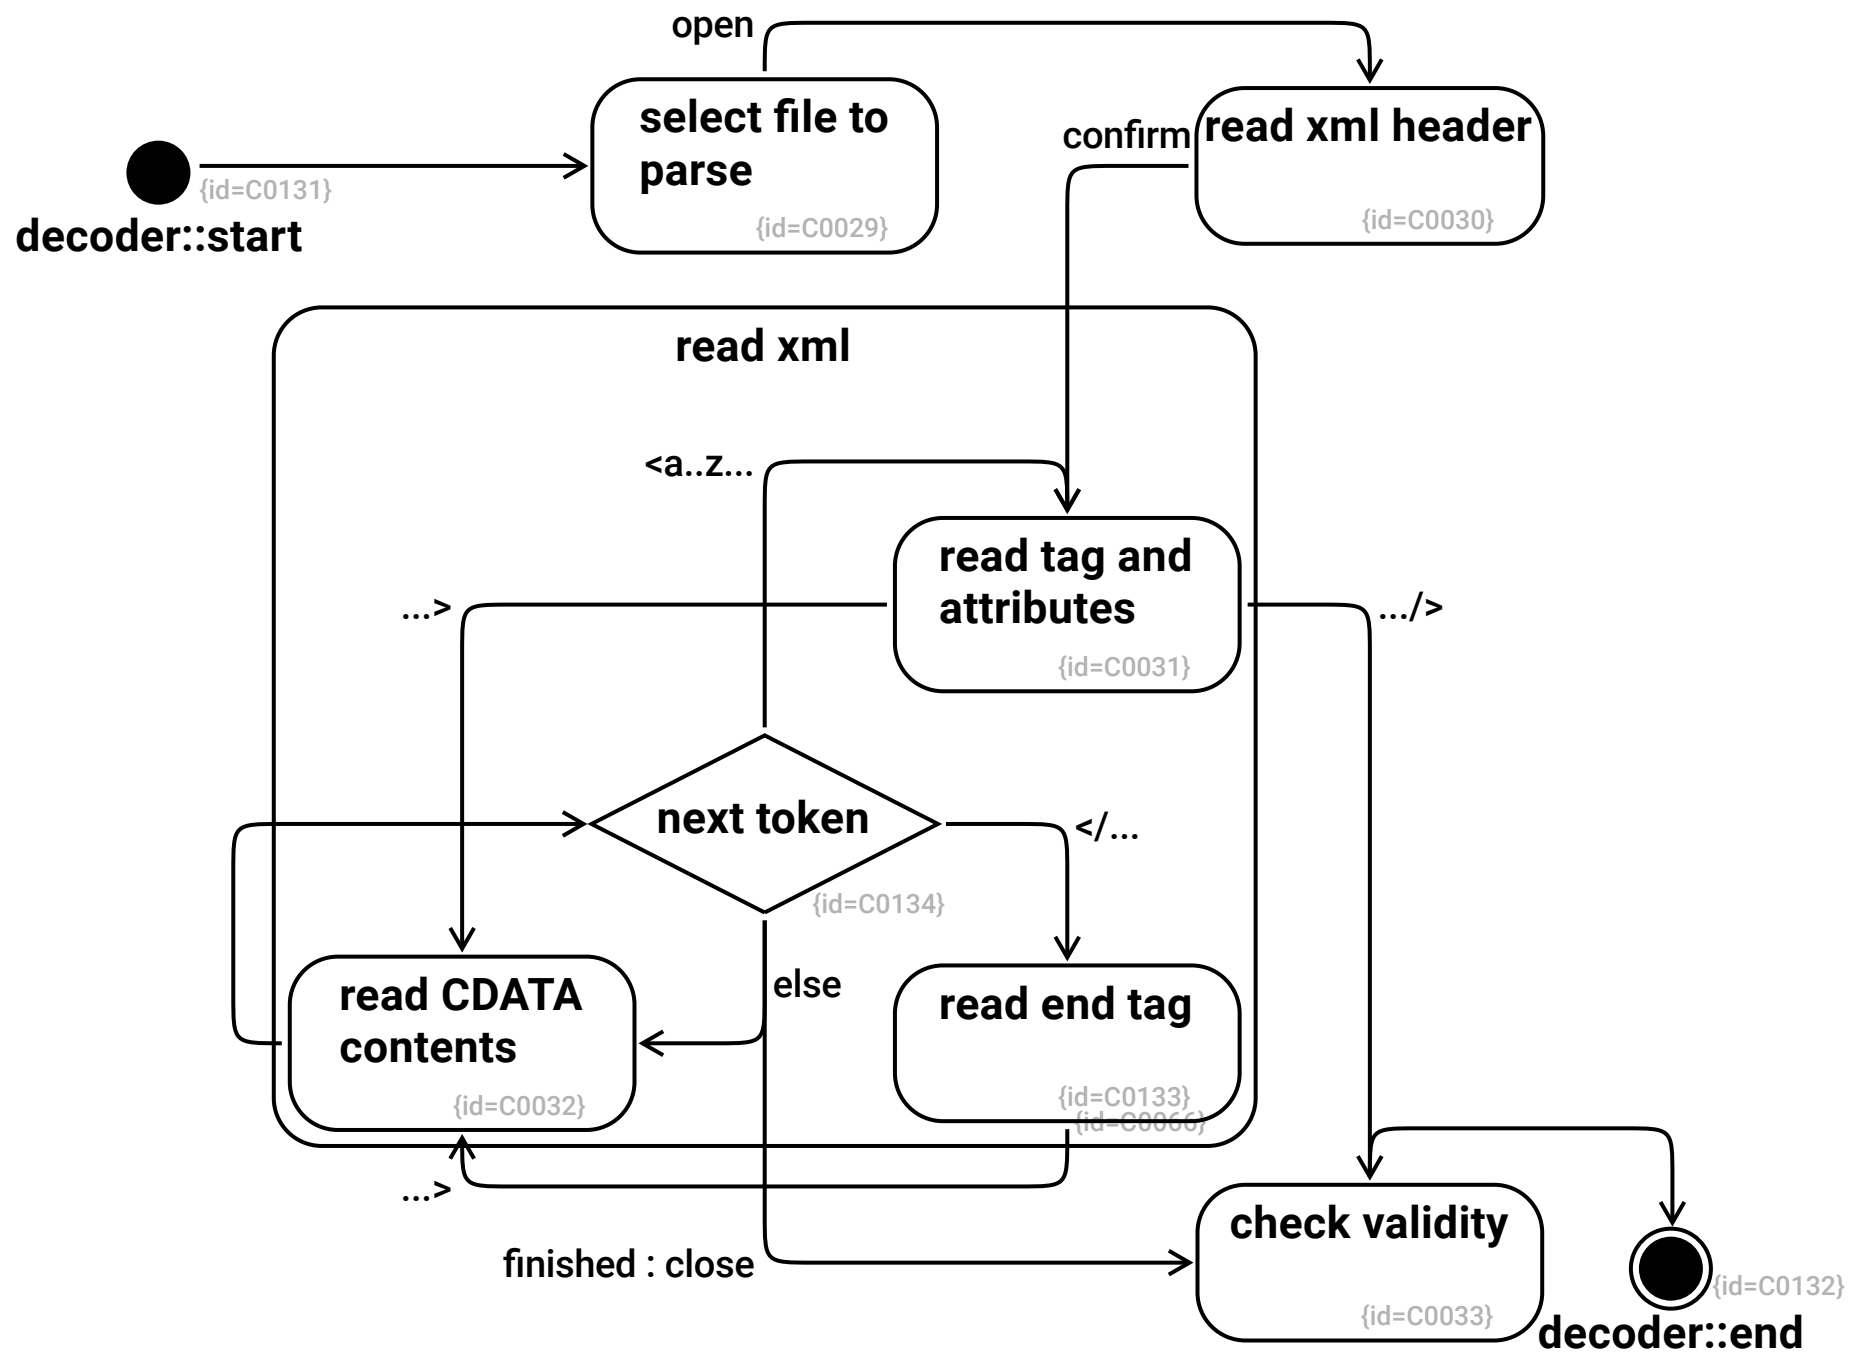 open
select file to
parse
{id=C0029}
confirm
read xml header
{id=C0030}
{id=C0131}
decoder::start
read xml
<a..z...
read tag and
attributes
{id=C0031}
...>
.../>
next token
{id=C0134}
</...
else
read CDATA
contents
{id=C0032}
read end tag
{id=C0133}
{id=C0066}
...>
finished : close
check validity
{id=C0033}
{id=C0132}
decoder::end